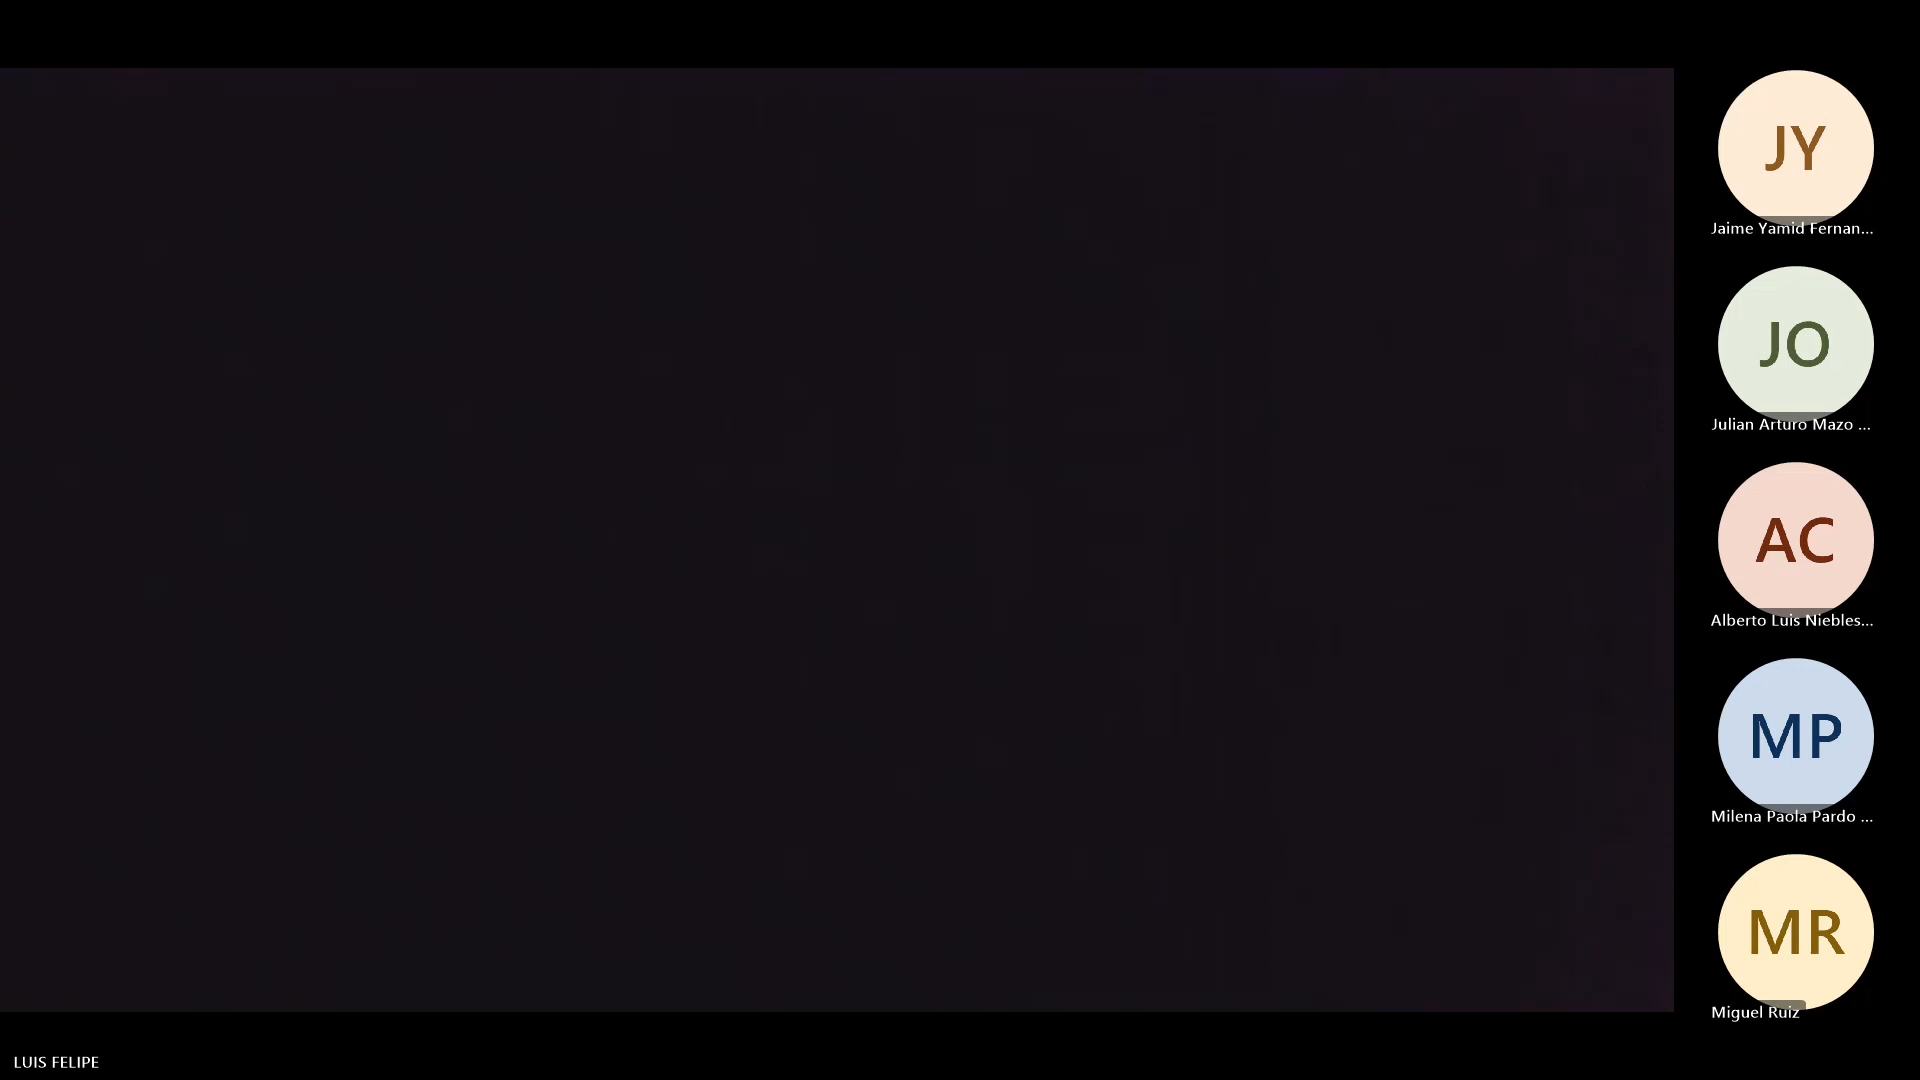 JY
Jaime Yamid Fernan...
JO
Julian Arturo Mazo ...
AC
Alberto Luis Niebles...
MP
Milena Paola Pardo ...
MR
Miguel Ruiz
LUIS FELIPE